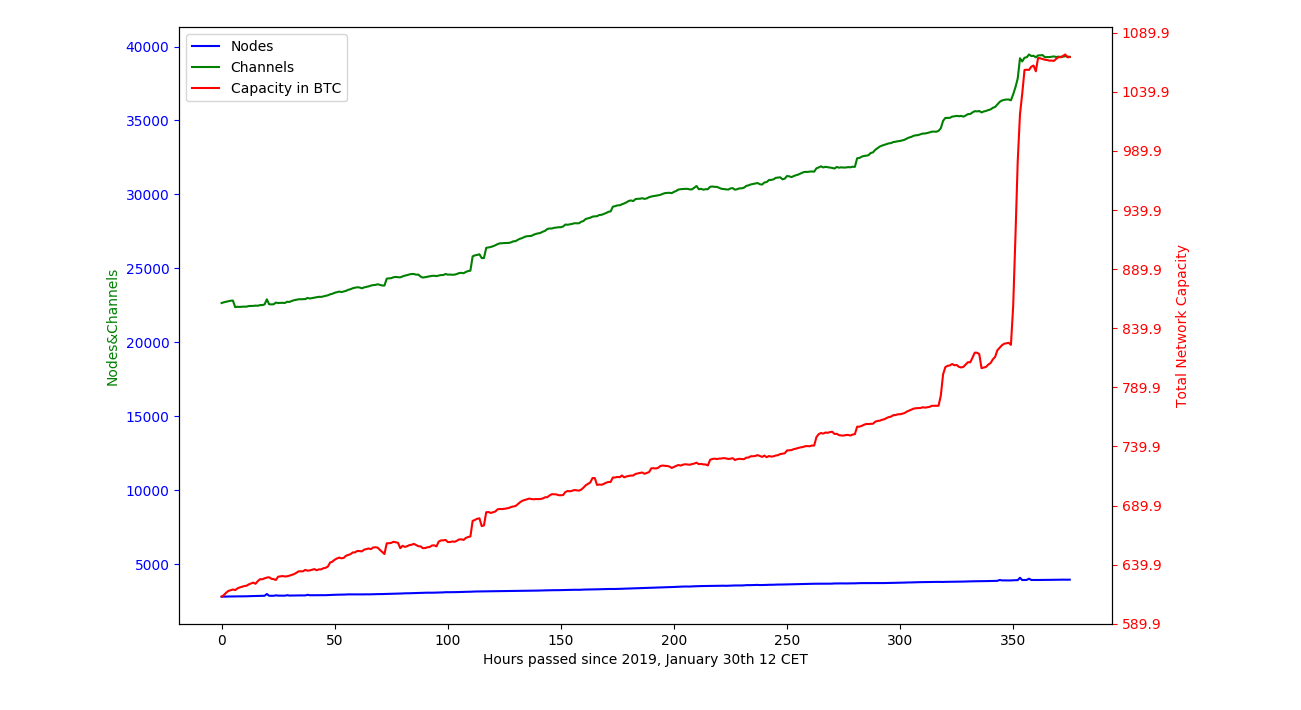 Nodes
Channels
Capacity in BTC
40000
35000
30000
25000
20000
15000
10000
5000
Nodes&Channels
1089.9
1039.9
989.9
939.9
889.9
839.9
789.9
739.9
689.9
639.9
589.9
Total Network Capacity
0 50 100 150 200 250 300 350
Hours passed since 2019, January 30th 12 CET